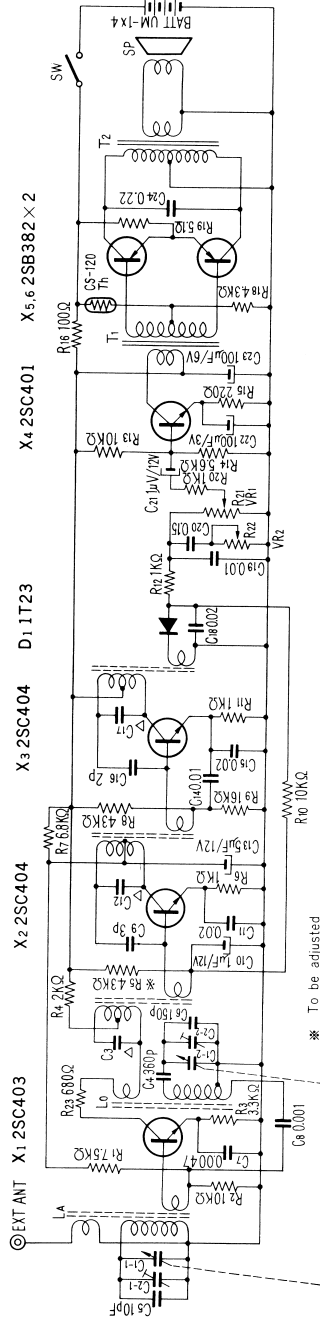 EXT ANT
X1 2SC403
X2 2SC404
X3 2SC404
D1 1T23
X4 2SC401
X5,6 2SB382×2
LA
C5 10pF
C2-1
C1-1
R1 7.5KΩ
R2 10KΩ
C7 0.0047
R3 3.3KΩ
C8 0.001
R23 680Ω
LO
C3
C4 360p
C1-2
C2-2
C6 150p
R4 2KΩ
※ R5 43KΩ
C10 1µF/12V
C9 3p
C12
C11 0.02
R6 1KΩ
C13 5µF/12V
R7 6.8KΩ
R8 43KΩ
R9 16KΩ
C14 0.01
C16 2p
C17
C15 0.02
R11 1KΩ
R10 10KΩ
C18 0.02
R12 1KΩ
C19 0.01
C20 0.15
R22
VR2
R21
VR1
R20 1KΩ
C21 1µV/12V
R13 10KΩ
R14 5.6KΩ
C22 100µF/3V
R15 220Ω
C23 100µF/6V
T1
R16 100Ω
CS-120
Th
R18 4.3KΩ
R19 5.1Ω
C24 0.22
T2
SW
SP
BATT UM-1×4
※ To be adjusted